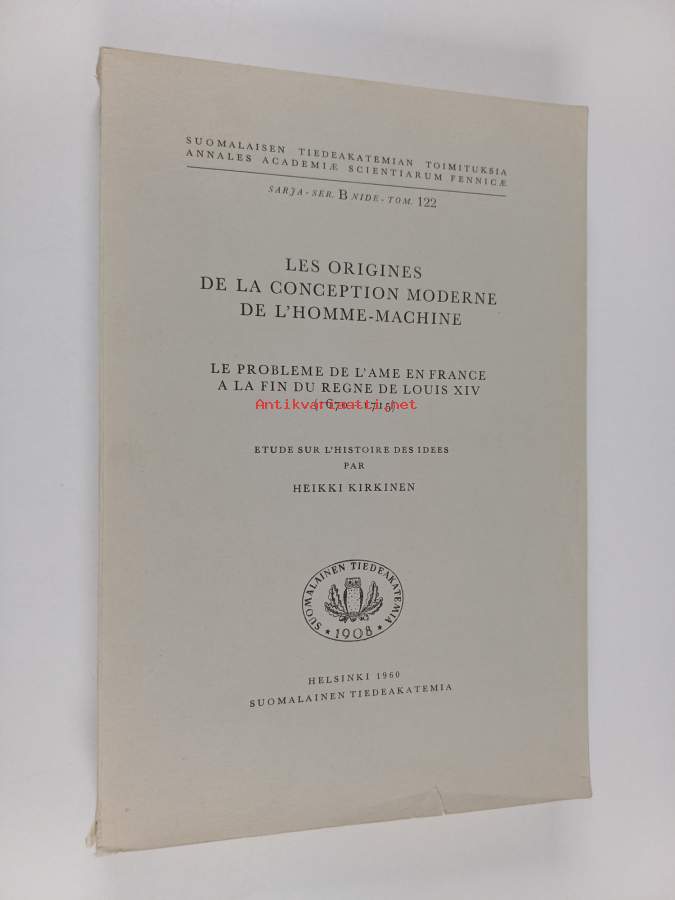 SUOMALAISEN TIEDEAKATEMIAN TOIMITUKSIA
ANNALES ACADEMIÆ SCIENTIARUM FENNICÆ
SARJA - SER. B NIDE - TOM. 122
LES ORIGINES
DE LA CONCEPTION MODERNE
DE L'HOMME-MACHINE
LE PROBLEME DE L'AME EN FRANCE
A LA FIN DU REGNE DE LOUIS XIV
(1670–1715)
Antikvariaatti.net
ETUDE SUR L'HISTOIRE DES IDEES
PAR
HEIKKI KIRKINEN
SUOMALAINEN TIEDEAKATEMIA
* 1908 *
HELSINKI 1960
SUOMALAINEN TIEDEAKATEMIA